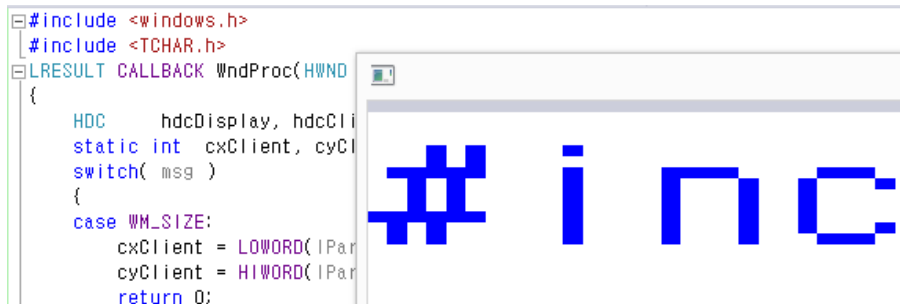 #include <windows.h>
#include <TCHAR.h>
LRESULT CALLBACK WndProc(HWND
{
HDC hdcDisplay, hdcCli
static int cxClient, cyCl
switch( msg )
{
case WM_SIZE:
cxClient = LOWORD(lPar
cyClient = HIWORD(lPar
return 0;
#inc